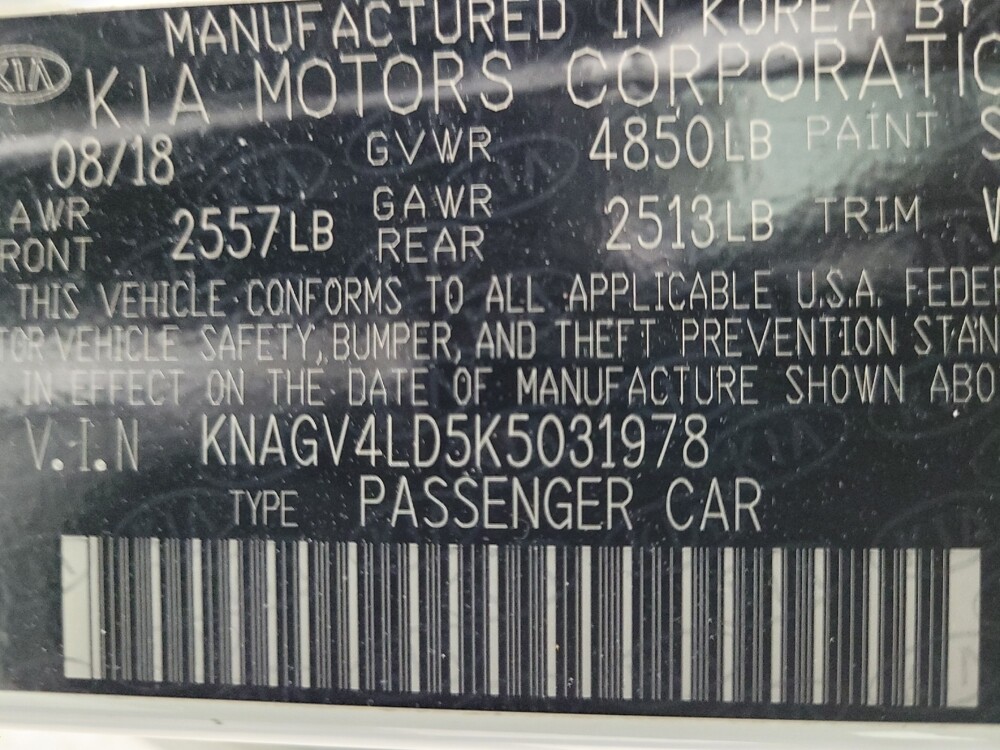 MANUFACTURED IN KOREA BY
KIA KIA MOTORS CORPORATIO
08/18 GVWR 4850LB PAINT S
AWR GAWR
RONT 2557LB REAR 2513LB TRIM
THIS VEHICLE CONFORMS TO ALL APPLICABLE U.S.A. FEDER
TOR VEHICLE SAFETY, BUMPER, AND THEFT PREVENTION STAN
IN EFFECT ON THE DATE OF MANUFACTURE SHOWN ABO
V.I.N KNAGV4LD5K5031978
TYPE PASSENGER CAR